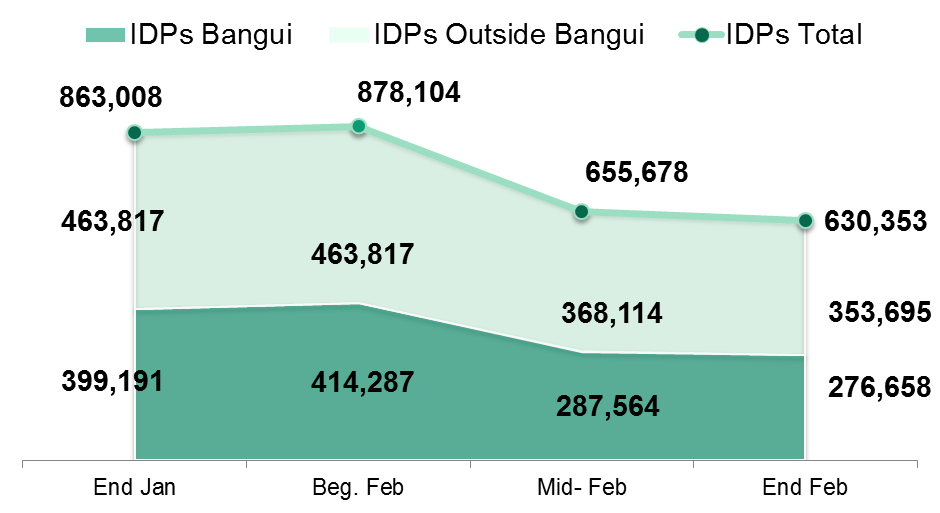 IDPs Bangui IDPs Outside Bangui IDPs Total
863,008 878,104
655,678
463,817 630,353
463,817
368,114 353,695
399,191 414,287 276,658
287,564
End Jan Beg. Feb Mid- Feb End Feb